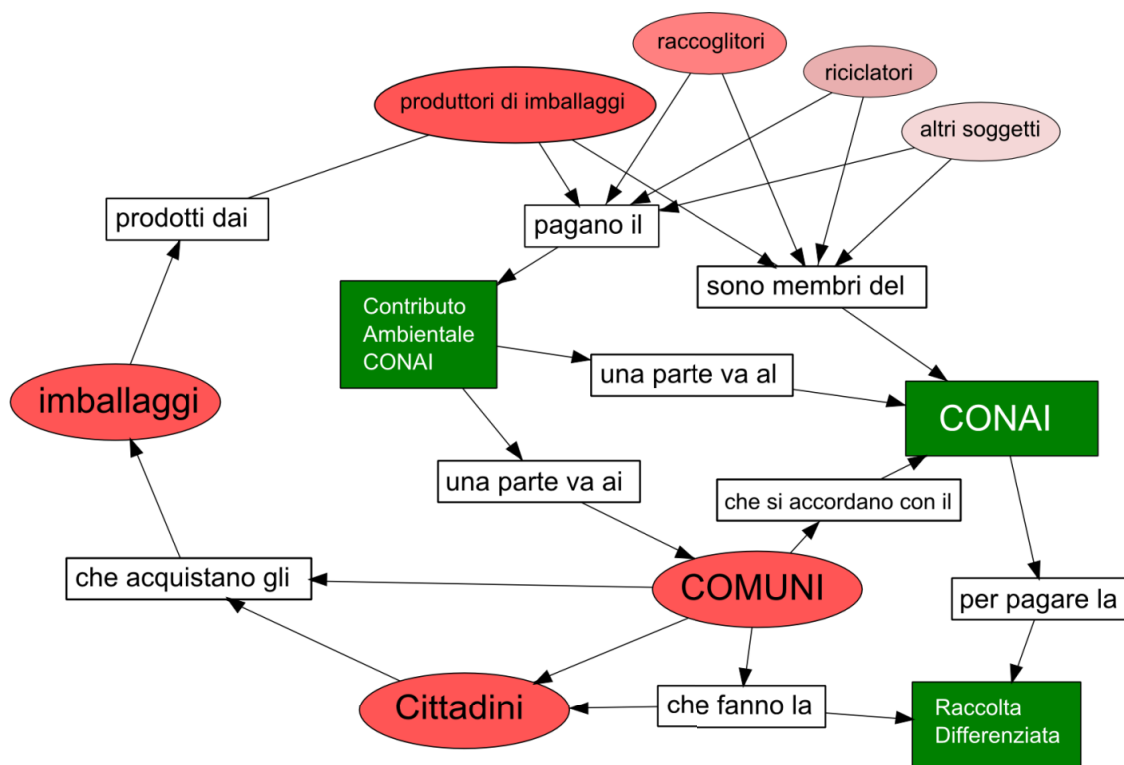 raccoglitori
riciclatori
produttori di imballaggi
altri soggetti
prodotti dai
pagano il
sono membri del
Contributo
Ambientale
CONAI
una parte va al
imballaggi
CONAI
una parte va ai
che si accordano con il
che acquistano gli
COMUNI
per pagare la
Cittadini
che fanno la
Raccolta
Differenziata